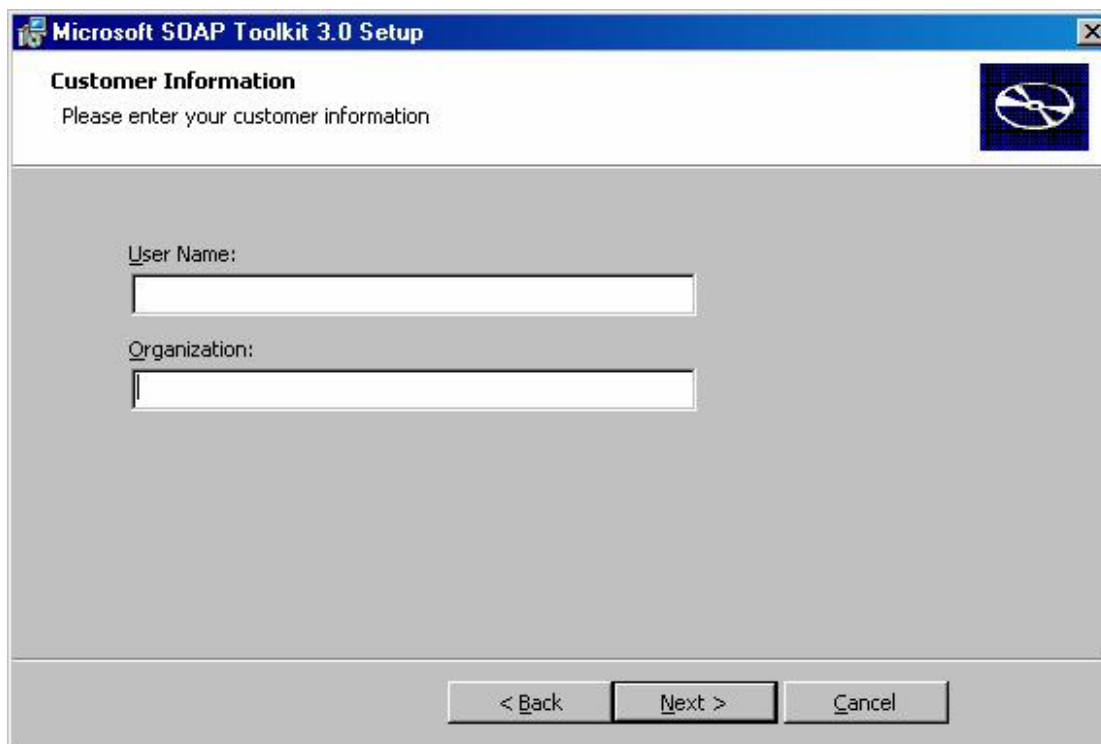 Microsoft SOAP Toolkit 3.0 Setup
Customer Information
Please enter your customer information
User Name:
Organization:
< Back Next > Cancel